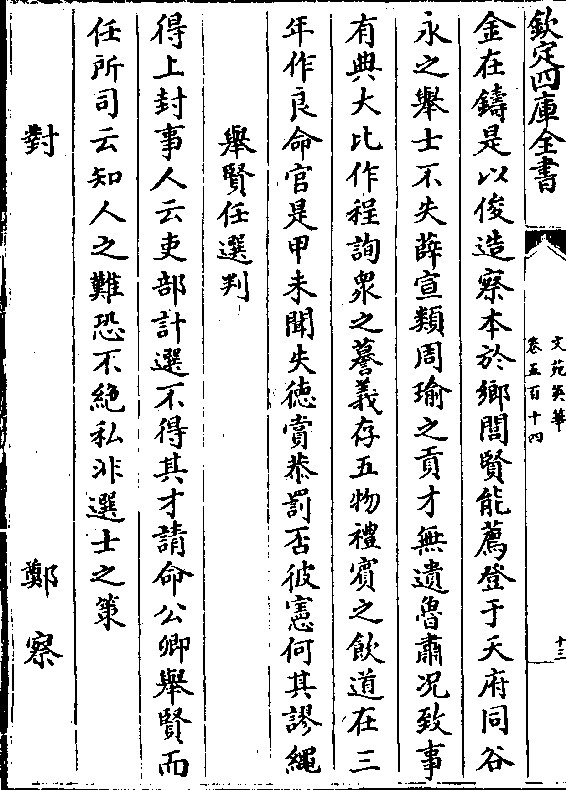 欽定四庫全書
文苑英華
卷五百十四
十三
金在鑄是以俊造察本於鄉閭賢能薦登于天府同谷
永之舉士不失薛宣類周瑜之貢才無遺魯肅况致事
有典大比作程詢衆之譽義存五物禮賓之飲道在三
年作良命官是甲未聞失徳賞恭罰否彼憲何其謬䋲
舉賢任選判
得上封事人云吏部計選不得其才請命公卿舉賢而
任所司云知人之難恐不絶私非選士之策
對
鄭察